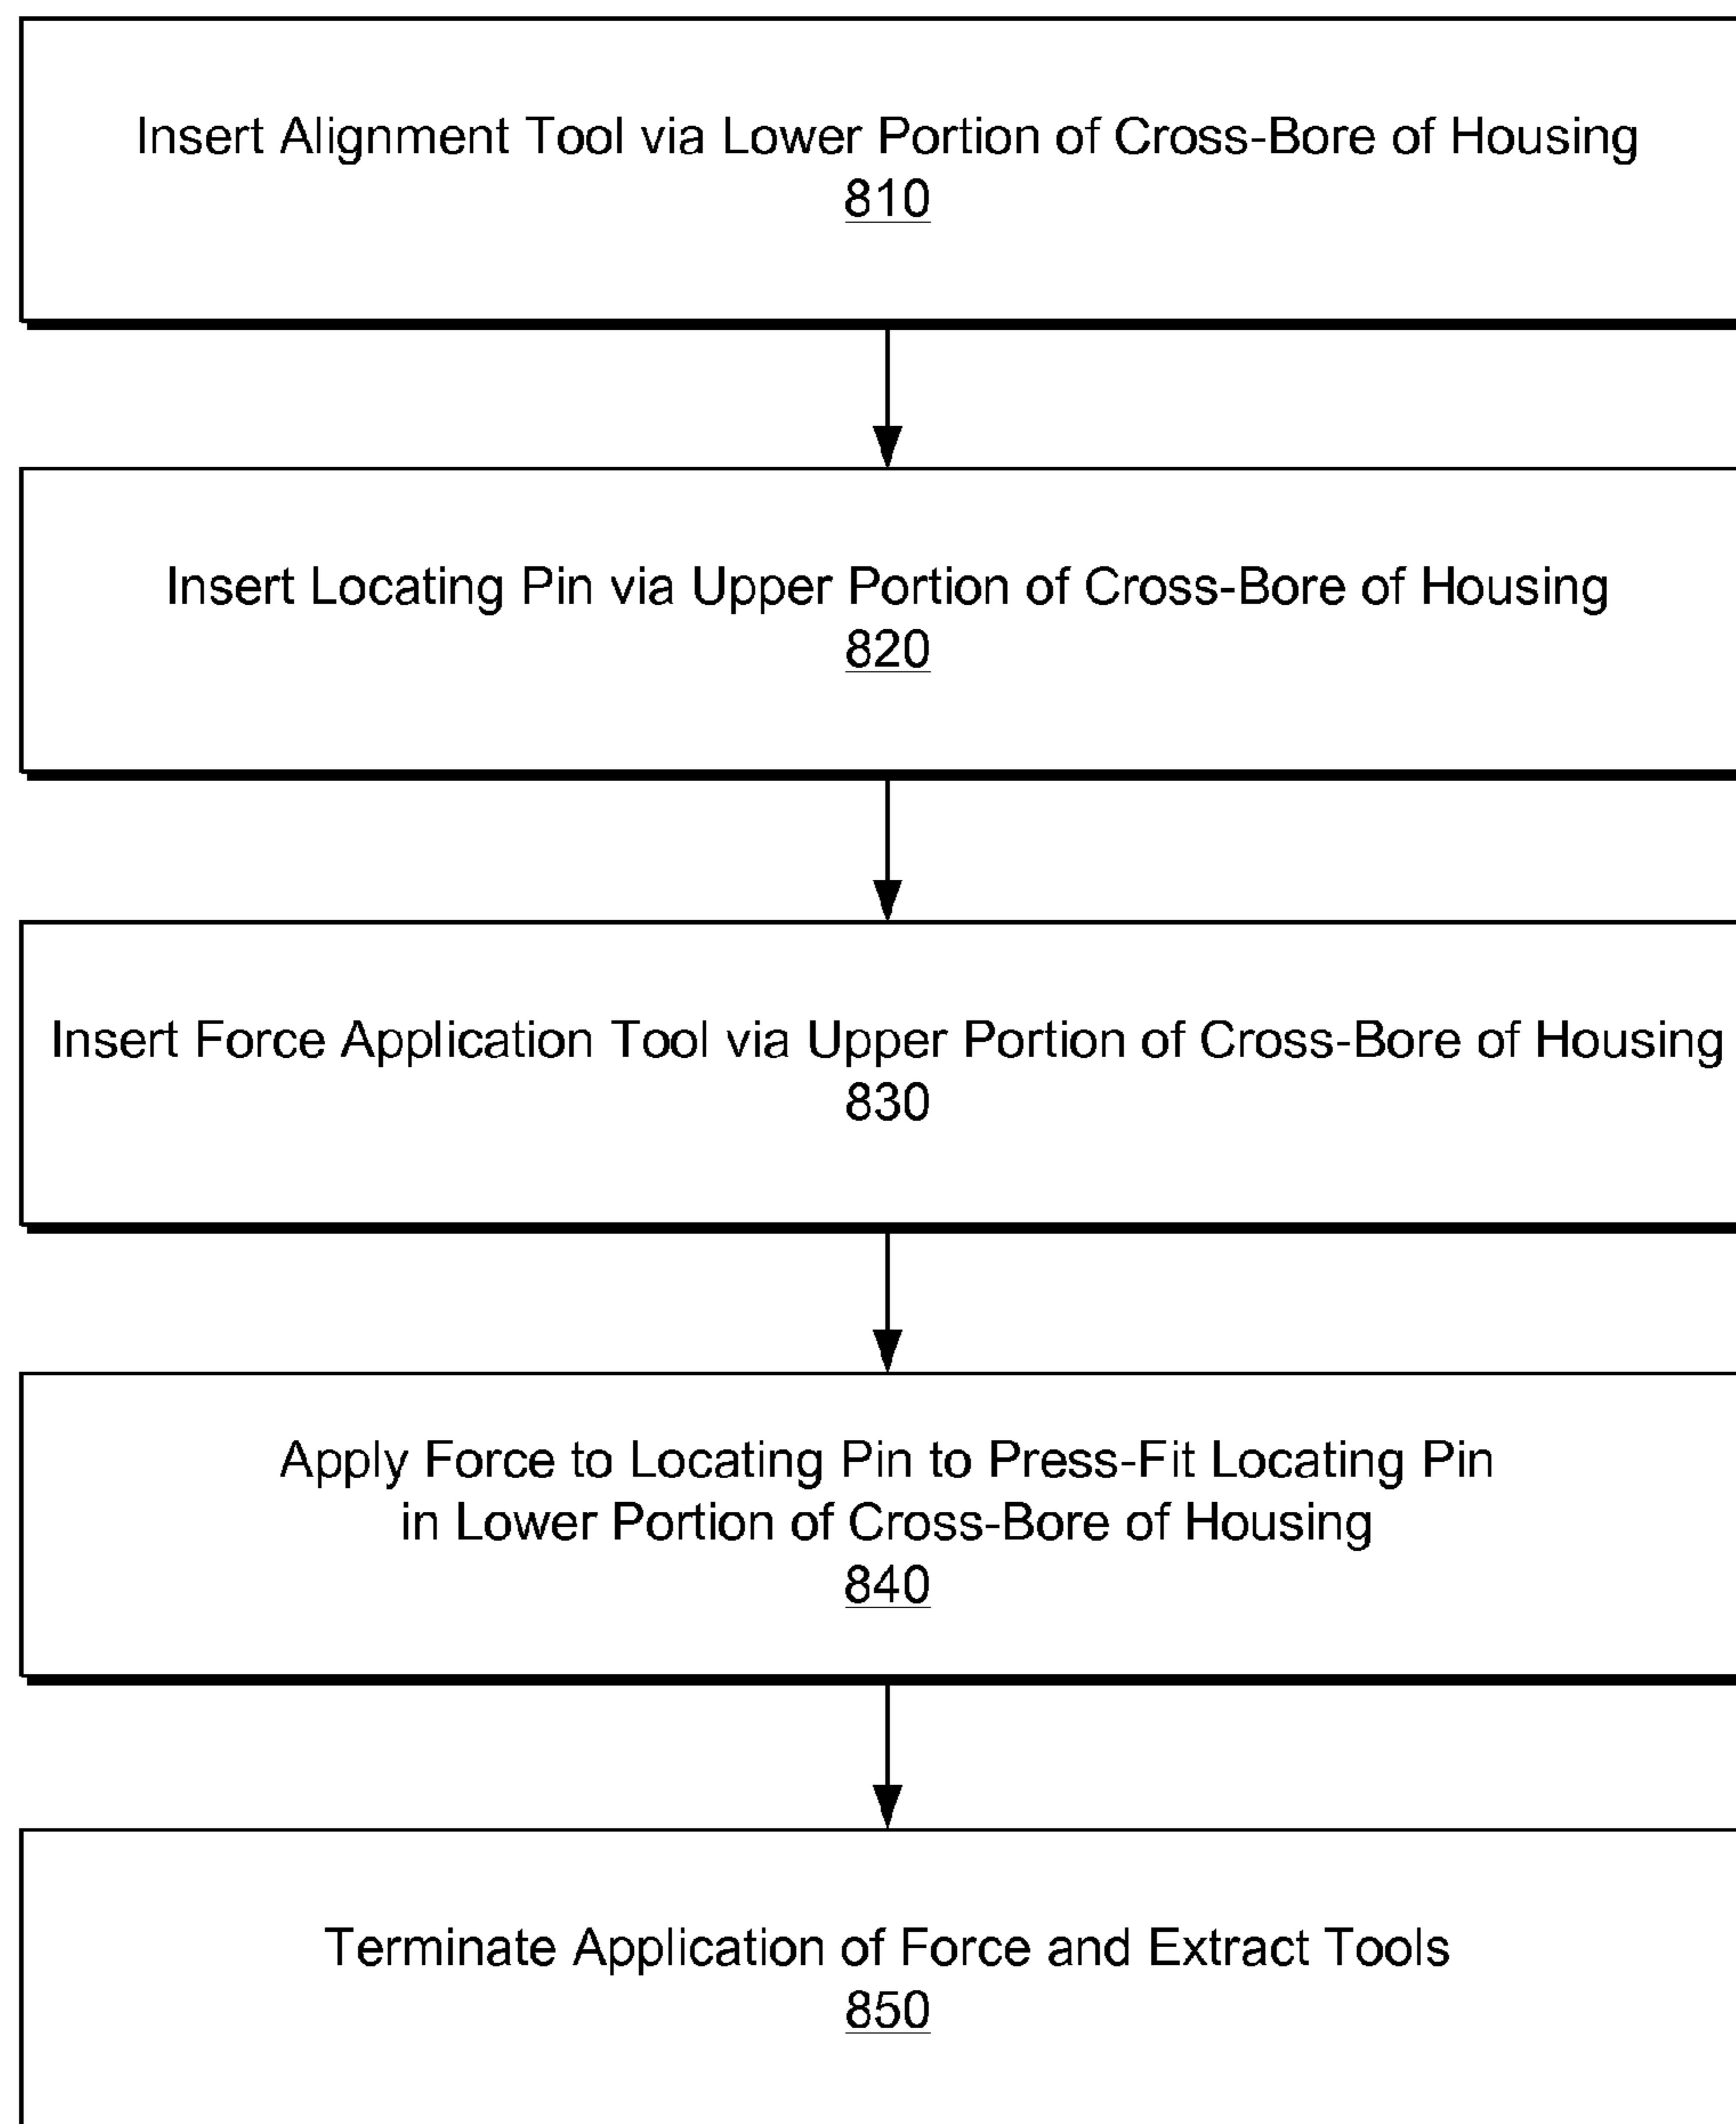 Insert Alignment Tool via Lower Portion of Cross-Bore of Housing
810
Insert Locating Pin via Upper Portion of Cross-Bore of Housing
820
Insert Force Application Tool via Upper Portion of Cross-Bore of Housing
830
Apply Force to Locating Pin to Press-Fit Locating Pin
in Lower Portion of Cross-Bore of Housing
840
Terminate Application of Force and Extract Tools
850